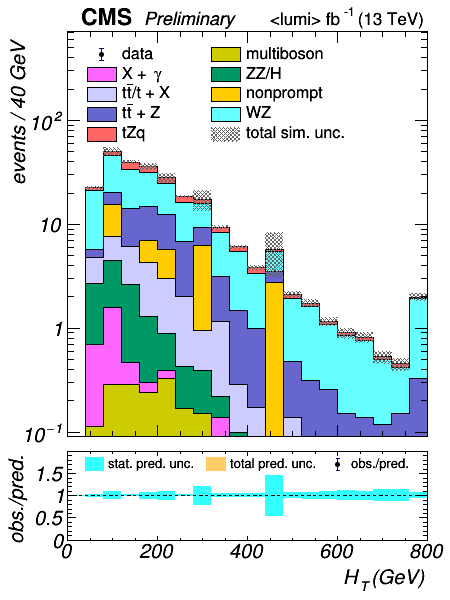 CMS Preliminary <lumi> fb⁻¹ (13 TeV)
events / 40 GeV
data
X + γ
tt̄/t + X
tt̄ + Z
tZq
multiboson
ZZ/H
nonprompt
WZ
total sim. unc.
10²
10
1
10⁻¹
obs./pred.
stat. pred. unc. total pred. unc. obs./pred.
1.5
1
0.5
0
0 200 400 600 800
H_T (GeV)